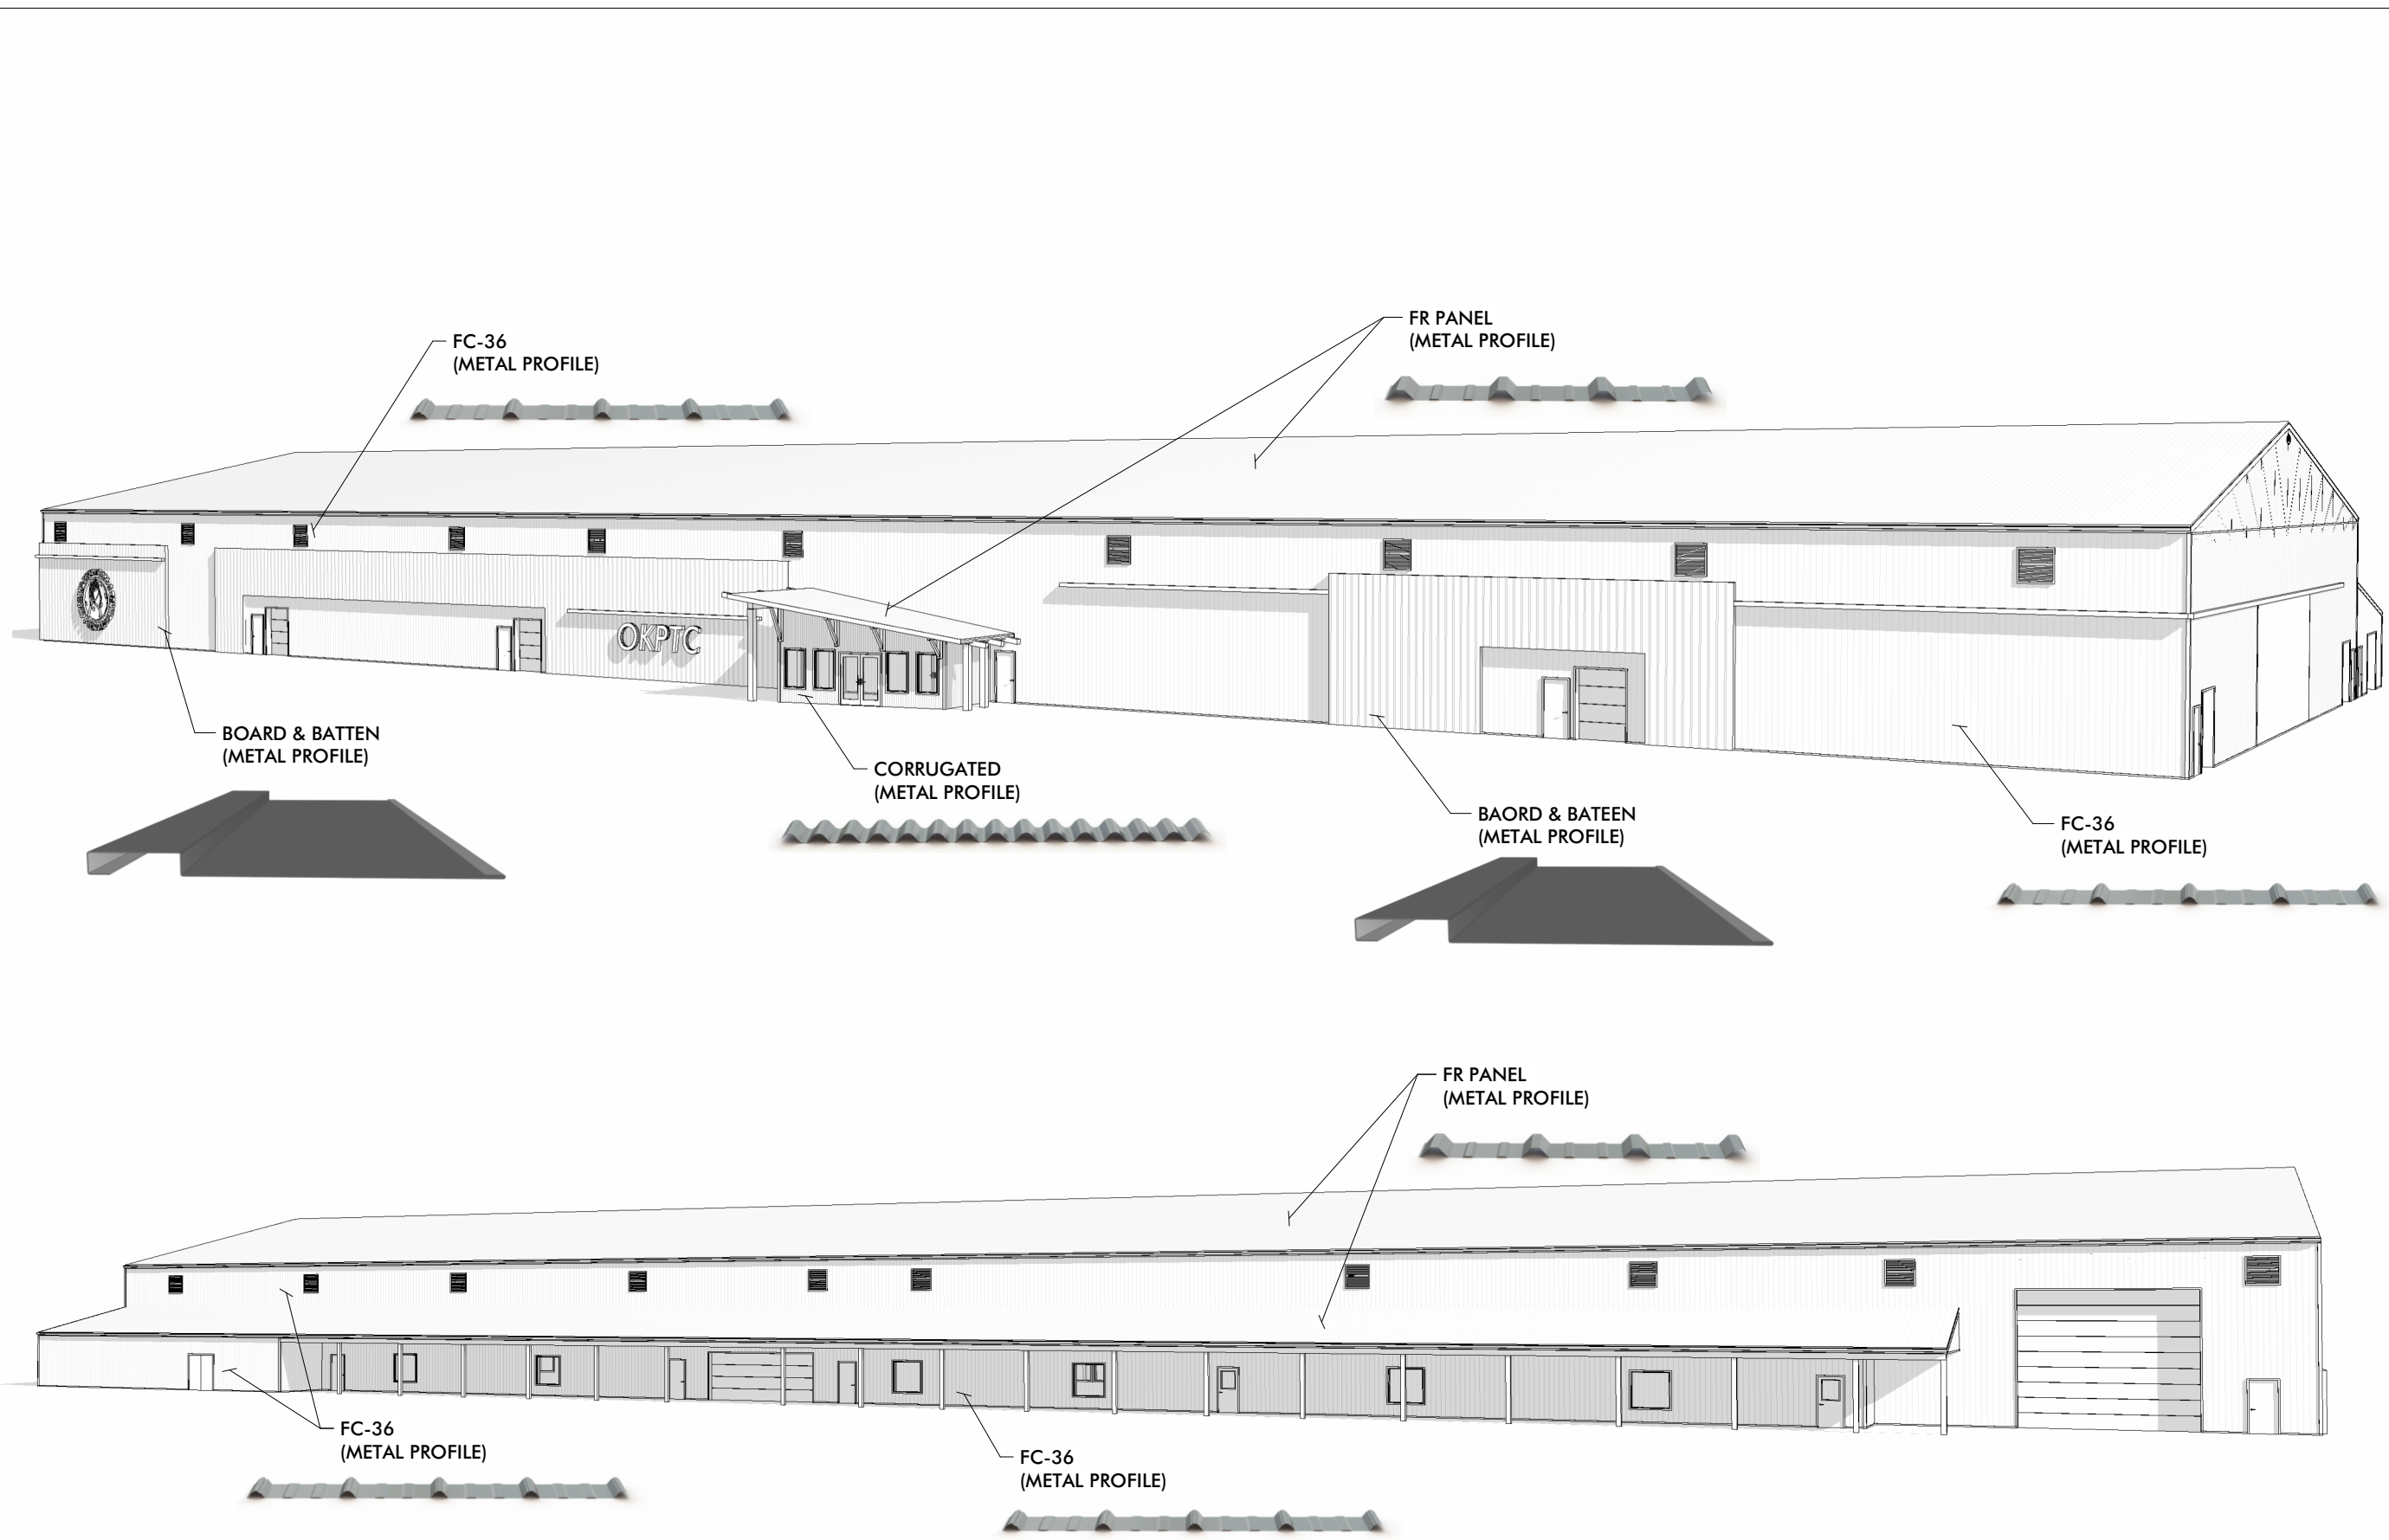 FR PANEL
(METAL PROFILE)
FC-36
(METAL PROFILE)
OKPTC
BOARD & BATTEN
(METAL PROFILE)
CORRUGATED
(METAL PROFILE)
BAORD & BATEEN
(METAL PROFILE)
FC-36
(METAL PROFILE)
FR PANEL
(METAL PROFILE)
FC-36
(METAL PROFILE)
FC-36
(METAL PROFILE)